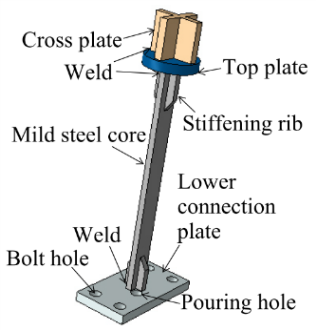 Cross plate
Weld
Top plate
Stiffening rib
Mild steel core
Lower
connection
plate
Weld
Bolt hole
Pouring hole